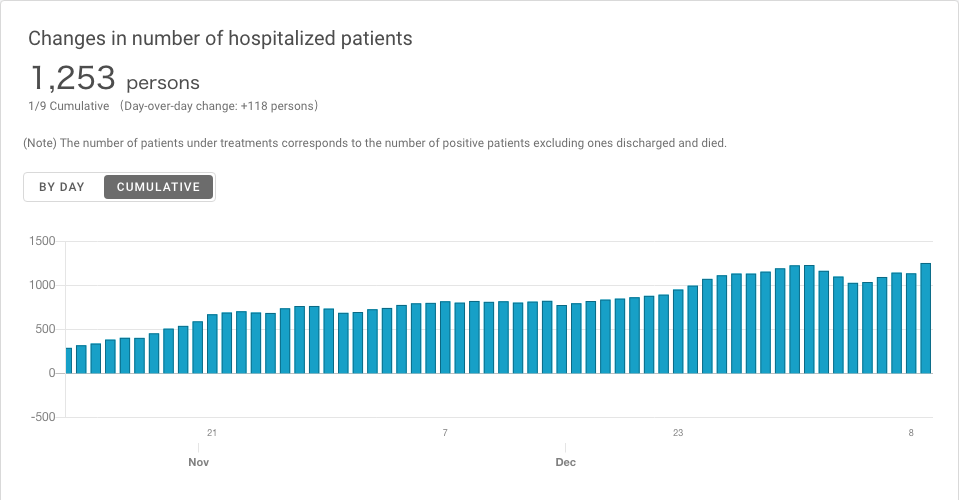 Changes in number of hospitalized patients
1,253 persons
1/9 Cumulative (Day-over-day change: +118 persons)
(Note) The number of patients under treatments corresponds to the number of positive patients excluding ones discharged and died.
BY DAY CUMULATIVE
1500
1000
500
0
-500
21 7 23 8
Nov Dec